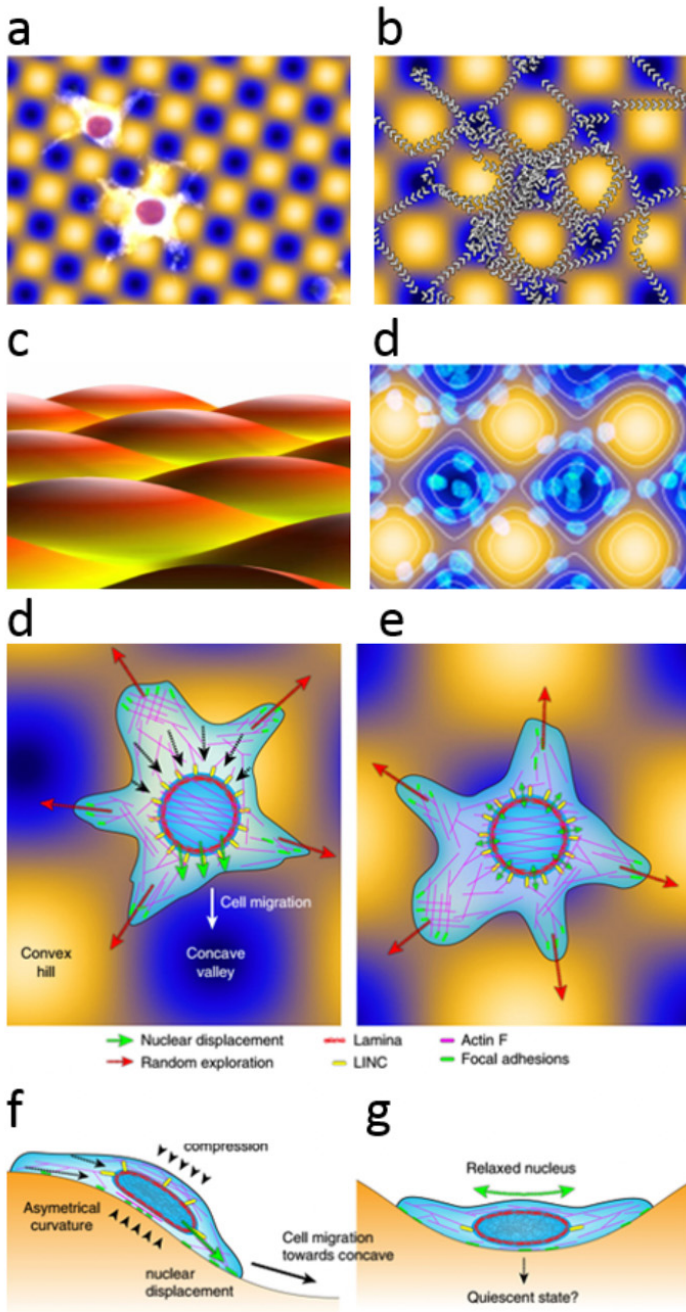 a
b
c
d
d
e
Cell migration
Convex
hill
Concave
valley
Nuclear displacement
Lamina
Actin F
Random exploration
LINC
Focal adhesions
f
g
compression
Relaxed nucleus
Asymetrical
curvature
Cell migration
towards concave
nuclear
displacement
Quiescent state?